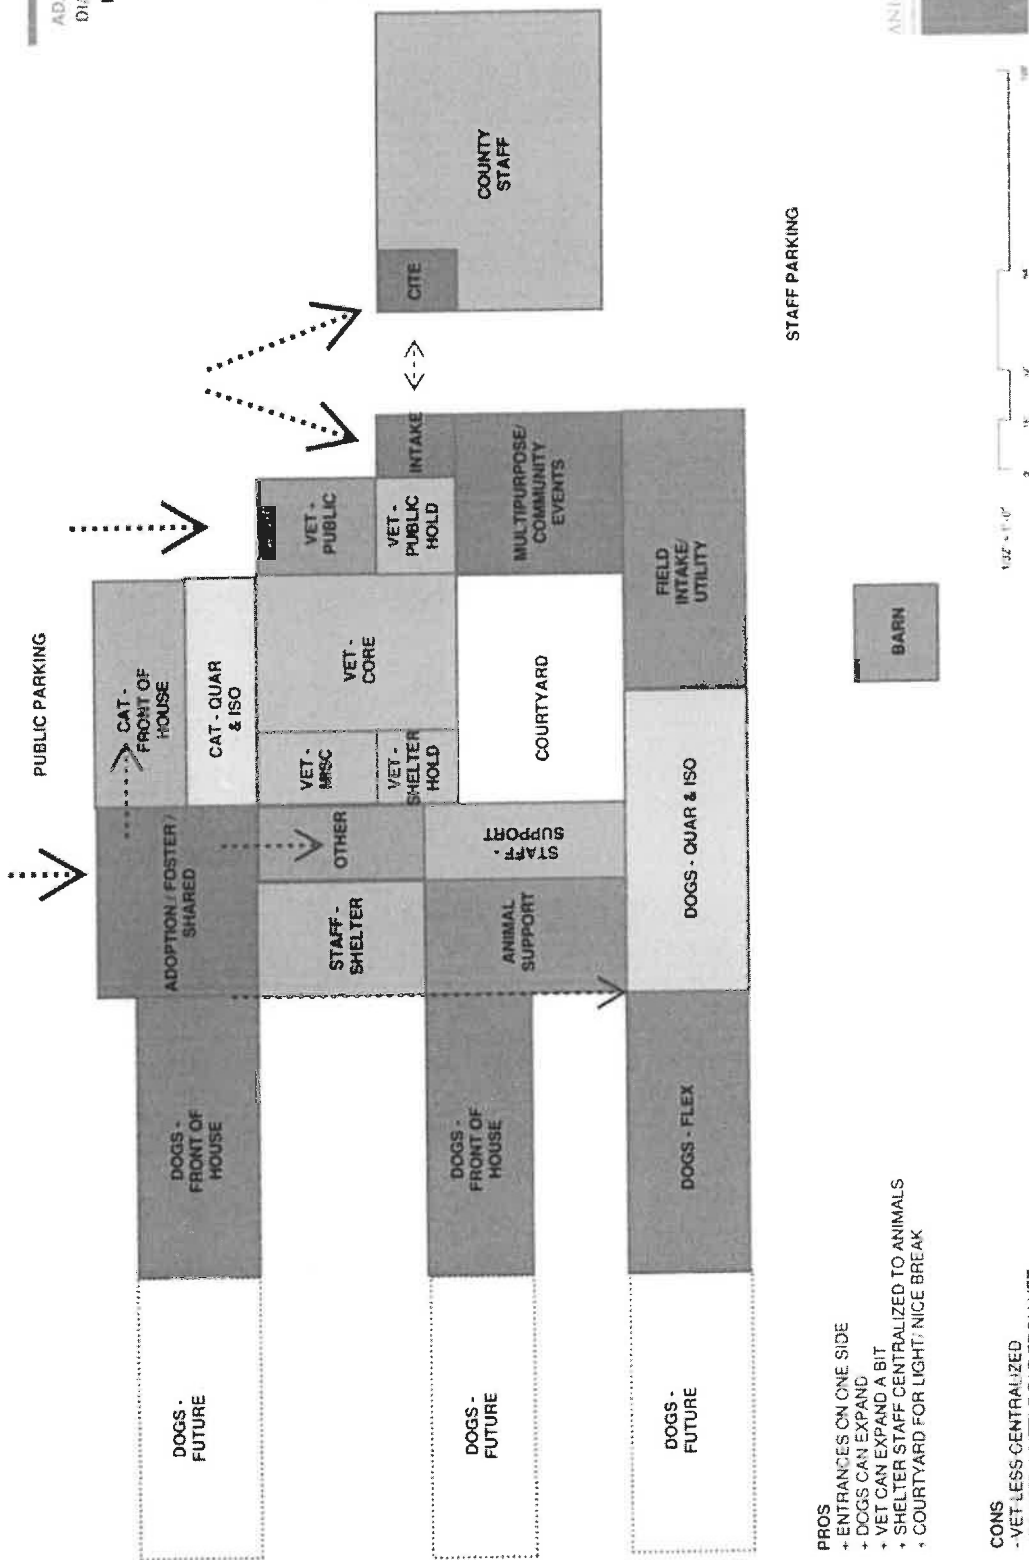 PUBLIC PARKING
DOGS -
FUTURE
DOGS -
FRONT OF
HOUSE
ADOPTION / FOSTER /
SHARED
CAT -
FRONT OF
HOUSE
CAT - QUAR
& ISO
STAFF -
SHELTER
OTHER
VET -
MISC
VET -
SHELTER
HOLD
VET -
CORE
VET -
PUBLIC
VET -
PUBLIC
HOLD
INTAKE
CITE
COUNTY
STAFF
DOGS -
FUTURE
DOGS -
FRONT OF
HOUSE
ANIMAL
SUPPORT
STAFF -
SUPPORT
COURTYARD
MULTIPURPOSE/
COMMUNITY
EVENTS
DOGS -
FUTURE
DOGS - FLEX
DOGS - QUAR & ISO
FIELD
INTAKE/
UTILITY
STAFF PARKING
BARN
PROS
+ ENTRANCES ON ONE SIDE
+ DOGS CAN EXPAND
+ VET CAN EXPAND A BIT
+ SHELTER STAFF CENTRALIZED TO ANIMALS
+ COURTYARD FOR LIGHT/ NICE BREAK
CONS
- VET LESS CENTRALIZED
1/32" = 1'-0"